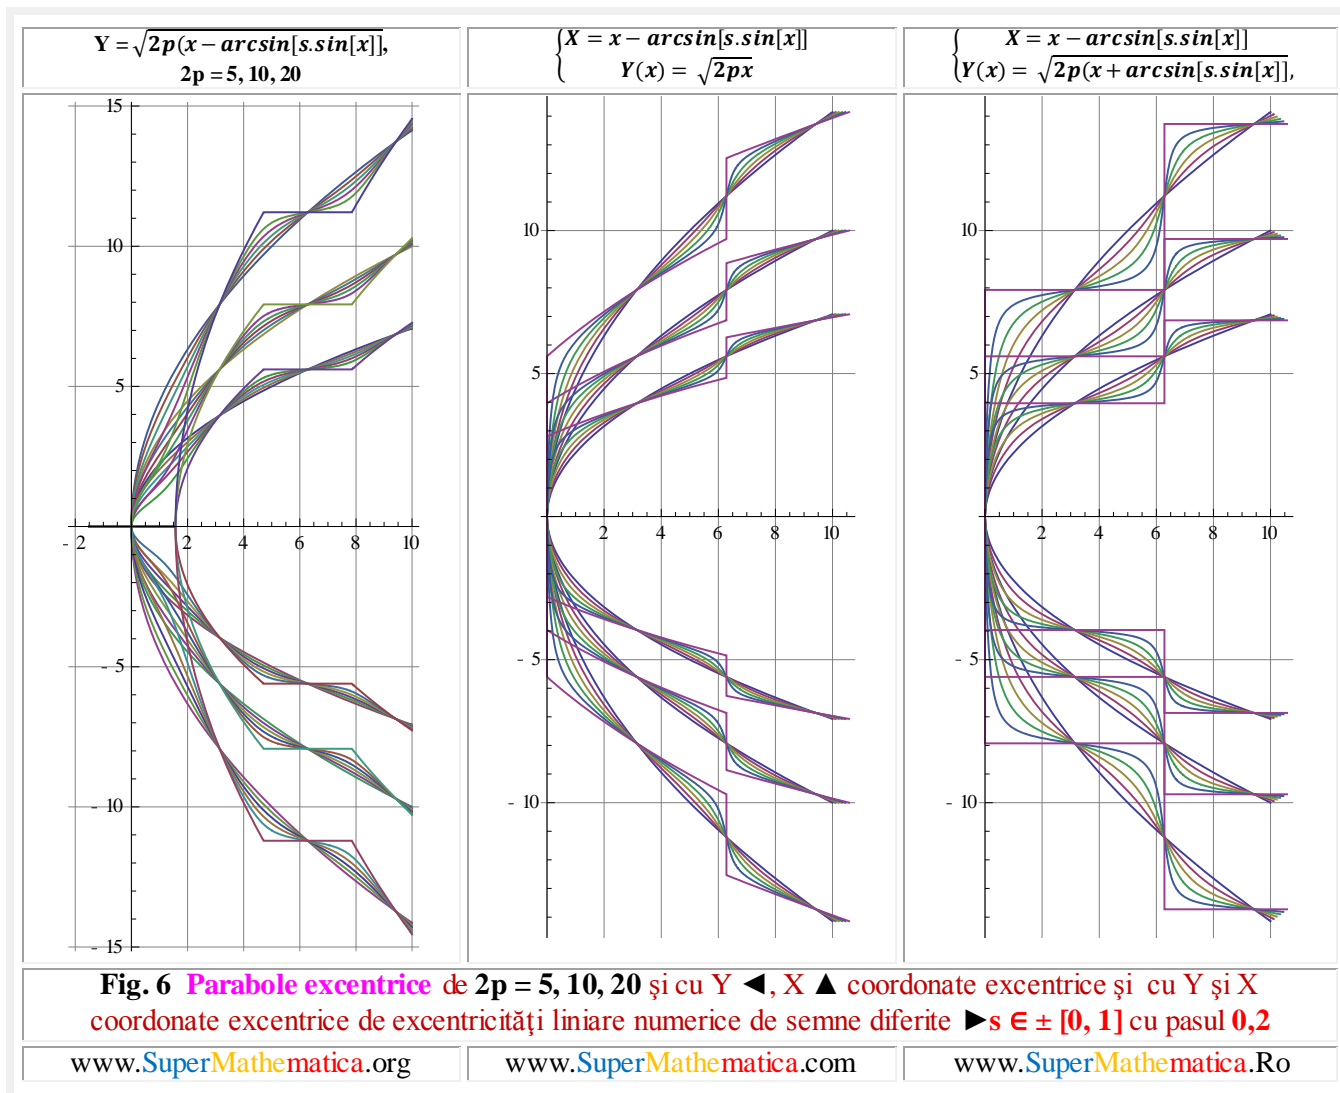 Y = √2p(x − arcsin[s.sin[x]],
2p = 5, 10, 20
{X = x − arcsin[s.sin[x]]
Y(x) = √2px
{ X = x − arcsin[s.sin[x]]
Y(x) = √2p(x + arcsin[s.sin[x]],
15
10
5
- 2
2
4
6
8
10
- 5
- 10
- 15
10
5
2
4
6
8
10
- 5
- 10
10
5
2
4
6
8
10
- 5
- 10
Fig. 6 Parabole excentrice de 2p = 5, 10, 20 şi cu Y ◄, X ▲ coordonate excentrice şi cu Y şi X
coordonate excentrice de excentricităţi liniare numerice de semne diferite ►s ∈ ± [0, 1] cu pasul 0,2
www.SuperMathematica.org
www.SuperMathematica.com
www.SuperMathematica.Ro